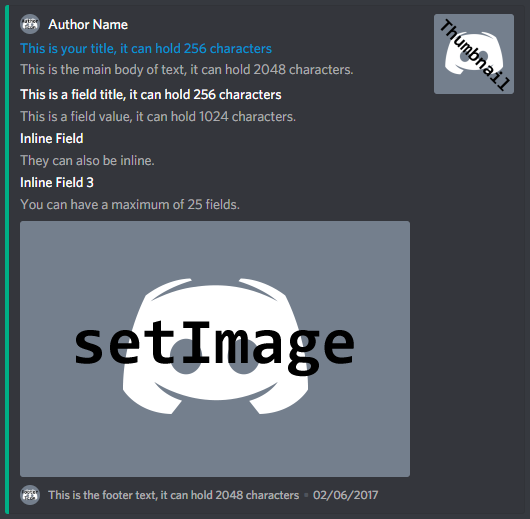 Author Name
Thumbnail
This is your title, it can hold 256 characters
This is the main body of text, it can hold 2048 characters.
This is a field title, it can hold 256 characters
This is a field value, it can hold 1024 characters.
Inline Field
They can also be inline.
Inline Field 3
You can have a maximum of 25 fields.
setImage
This is the footer text, it can hold 2048 characters • 02/06/2017